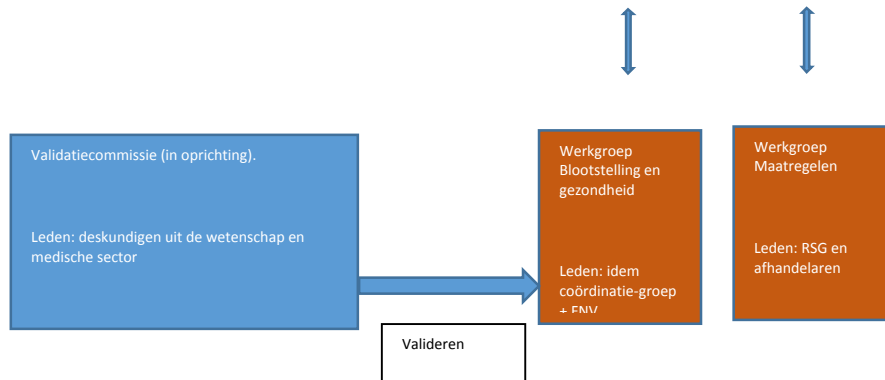 Validatiecommissie (in oprichting).
Leden: deskundigen uit de wetenschap en
medische sector
Werkgroep
Blootstelling en
gezondheid
Leden: idem
coördinatie-groep
+ FNV
Werkgroep
Maatregelen
Leden: RSG en
afhandelaren
Valideren